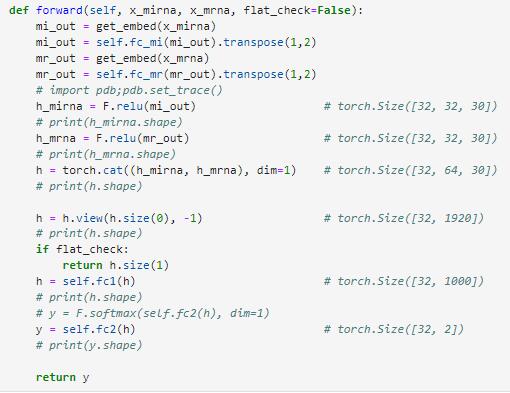 def forward(self, x_mirna, x_mrna, flat_check=False):
    mi_out = get_embed(x_mirna)
    mi_out = self.fc_mi(mi_out).transpose(1,2)
    mr_out = get_embed(x_mrna)
    mr_out = self.fc_mr(mr_out).transpose(1,2)
    # import pdb;pdb.set_trace()
    h_mirna = F.relu(mi_out)                  # torch.Size([32, 32, 30])
    # print(h_mirna.shape)
    h_mrna = F.relu(mr_out)                   # torch.Size([32, 32, 30])
    # print(h_mrna.shape)
    h = torch.cat((h_mirna, h_mrna), dim=1)   # torch.Size([32, 64, 30])
    # print(h.shape)

    h = h.view(h.size(0), -1)                 # torch.Size([32, 1920])
    # print(h.shape)
    if flat_check:
        return h.size(1)
    h = self.fc1(h)                           # torch.Size([32, 1000])
    # print(h.shape)
    # y = F.softmax(self.fc2(h), dim=1)
    y = self.fc2(h)                           # torch.Size([32, 2])
    # print(y.shape)

    return y